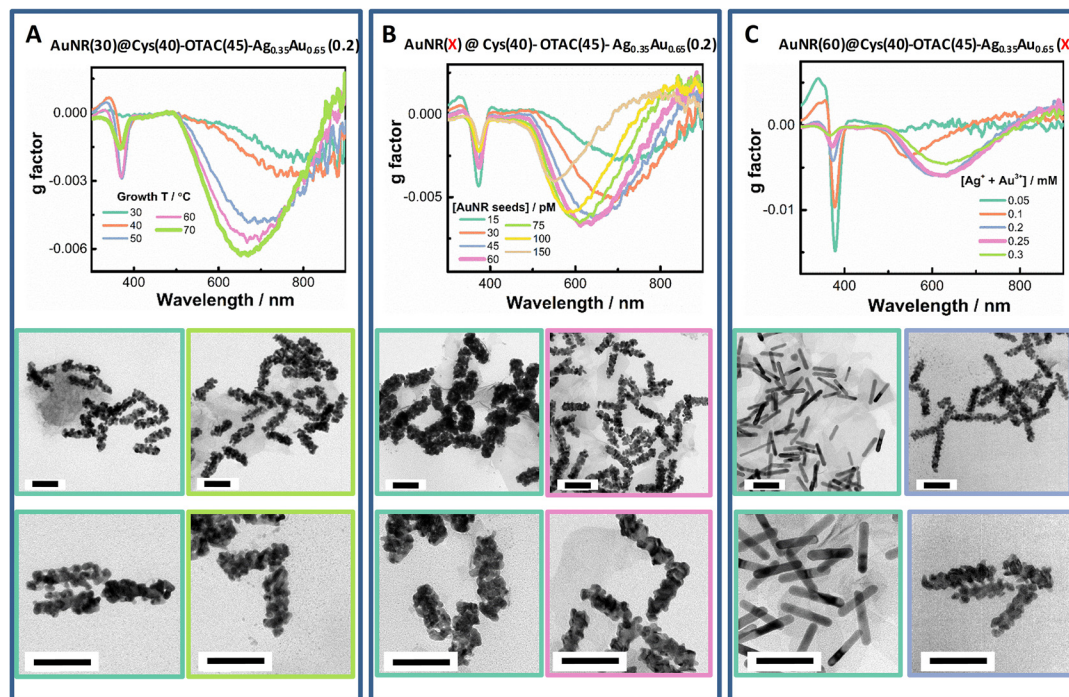 A
AuNR(30)@Cys(40)-OTAC(45)-Ag0.35Au0.65(0.2)
0.000
-0.003
-0.006
g factor
Growth T / °C
30
40
50
60
70
400
600
800
Wavelength / nm
B
AuNR(X) @ Cys(40)- OTAC(45)- Ag0.35Au0.65(0.2)
0.000
-0.005
g factor
[AuNR seeds] / pM
15
30
45
60
75
100
150
400
600
800
Wavelength / nm
C
AuNR(60)@Cys(40)-OTAC(45)-Ag0.35Au0.65(X
0.00
-0.01
g factor
[Ag+ + Au3+] / mM
0.05
0.1
0.2
0.25
0.3
400
600
800
Wavelength / nm